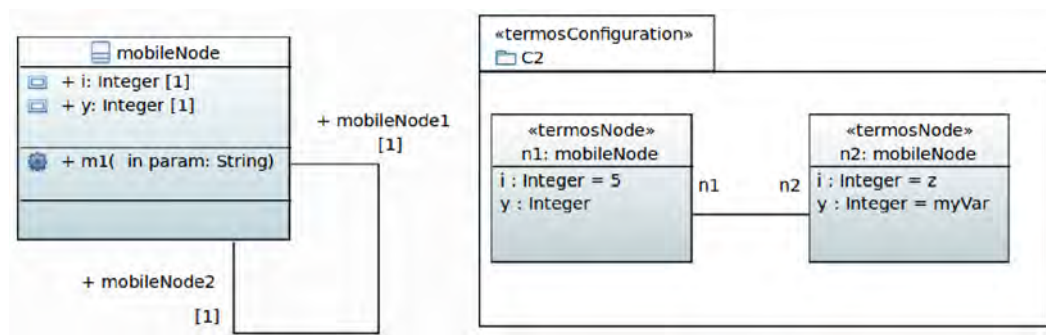 mobileNode
+ i: Integer [1]
+ y: Integer [1]
+ m1(  in param: String)
+ mobileNode1
[1]
+ mobileNode2
[1]
«termosConfiguration»
C2
«termosNode»
n1: mobileNode
i : Integer = 5
y : Integer
n1
n2
«termosNode»
n2: mobileNode
i : Integer = z
y : Integer = myVar